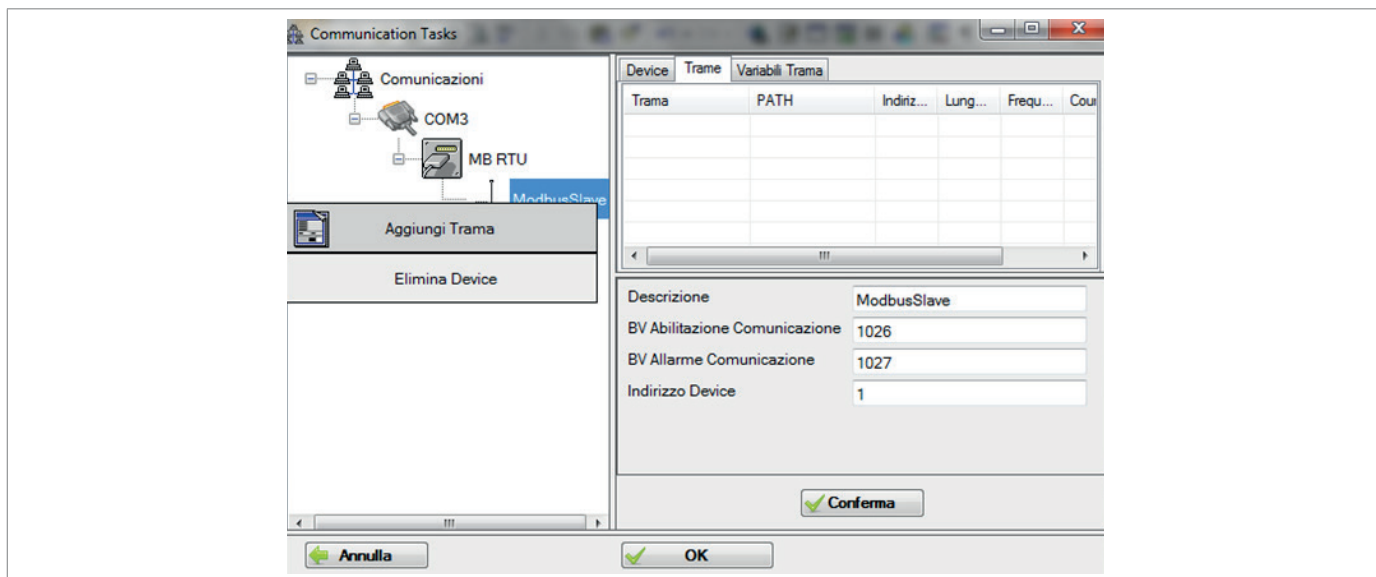 Communication Tasks
Comunicazioni
COM3
MB RTU
ModbusSlave
Aggiungi Trama
Elimina Device
Device Trame Variabili Trama
Trama PATH Indiriz... Lung... Frequ... Cour
Descrizione ModbusSlave
BV Abilitazione Comunicazione 1026
BV Allarme Comunicazione 1027
Indirizzo Device 1
Conferma
Annulla OK